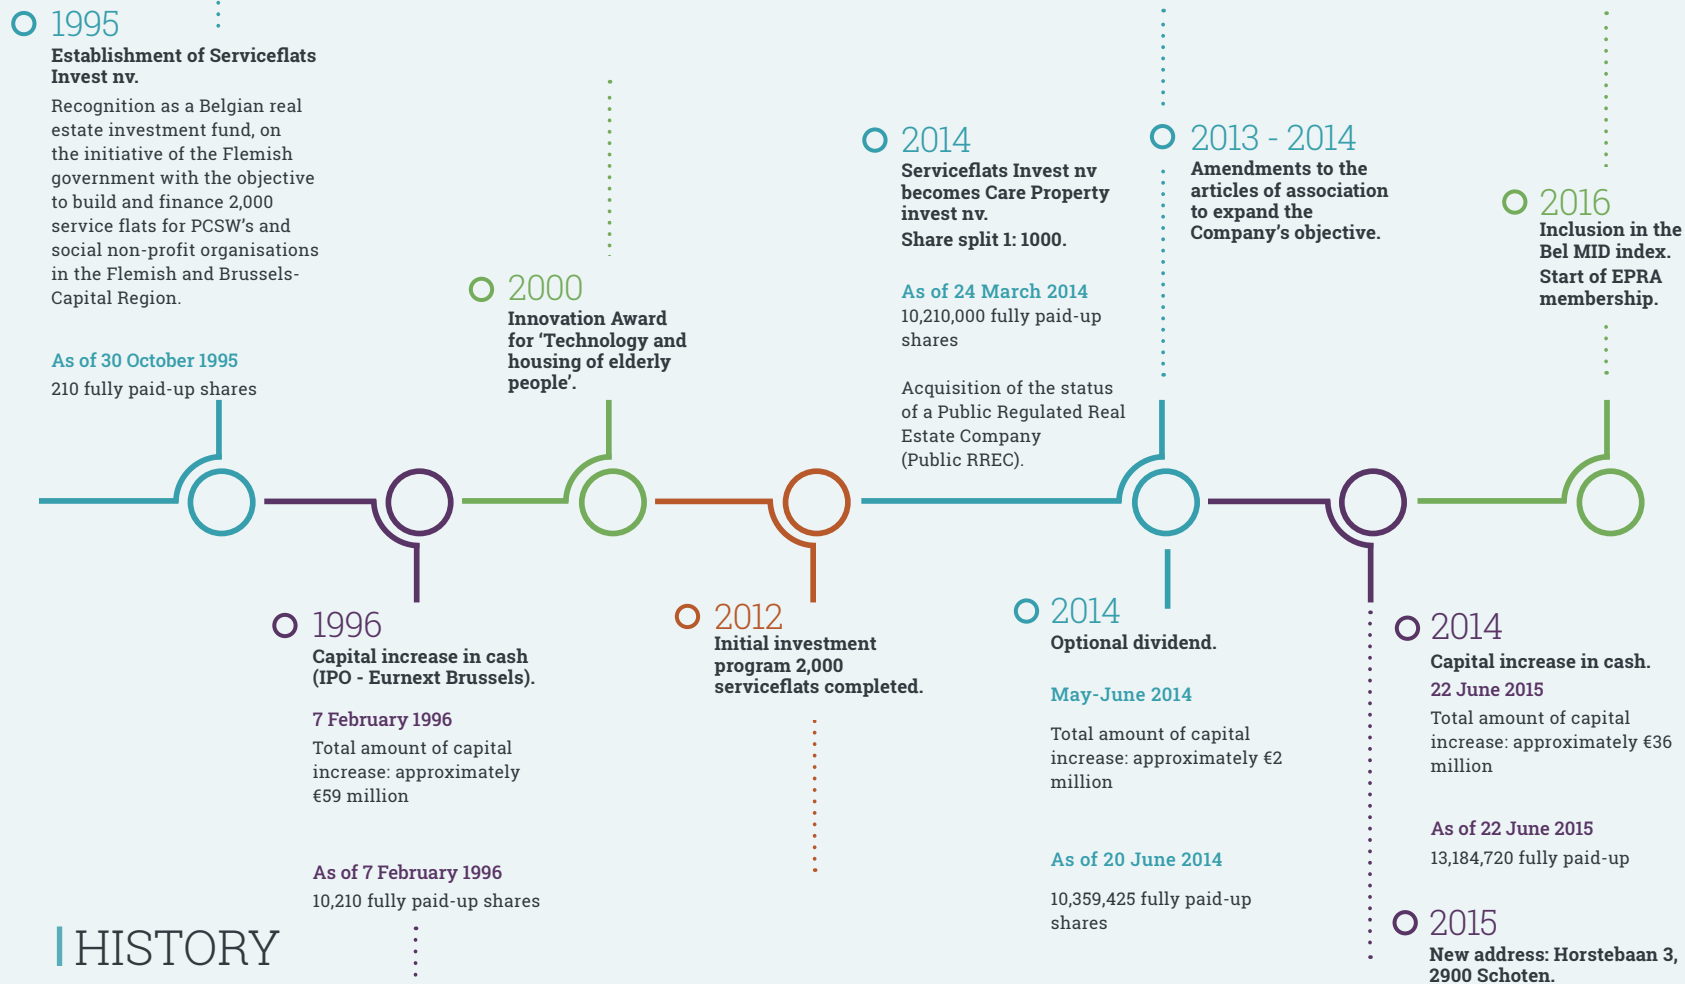 1995
Establishment of Serviceflats
Invest nv.
Recognition as a Belgian real
estate investment fund, on
the initiative of the Flemish
government with the objective
to build and finance 2,000
service flats for PCSW's and
social non-profit organisations
in the Flemish and Brussels-
Capital Region.
As of 30 October 1995
210 fully paid-up shares
1996
Capital increase in cash
(IPO - Eurnext Brussels).
7 February 1996
Total amount of capital
increase: approximately
€59 million
As of 7 February 1996
10,210 fully paid-up shares
2000
Innovation Award
for ‘Technology and
housing of elderly
people’.
2012
Initial investment
program 2,000
serviceflats completed.
2014
Serviceflats Invest nv
becomes Care Property
invest nv.
Share split 1: 1000.
As of 24 March 2014
10,210,000 fully paid-up
shares
Acquisition of the status
of a Public Regulated Real
Estate Company
(Public RREC).
2013 - 2014
Amendments to the
articles of association
to expand the
Company’s objective.
2014
Optional dividend.
May-June 2014
Total amount of capital
increase: approximately €2
million
As of 20 June 2014
10,359,425 fully paid-up
shares
2014
Capital increase in cash.
22 June 2015
Total amount of capital
increase: approximately €36
million
As of 22 June 2015
13,184,720 fully paid-up
2015
New address: Horstebaan 3,
2900 Schoten.
2016
Inclusion in the
Bel MID index.
Start of EPRA
membership.
HISTORY